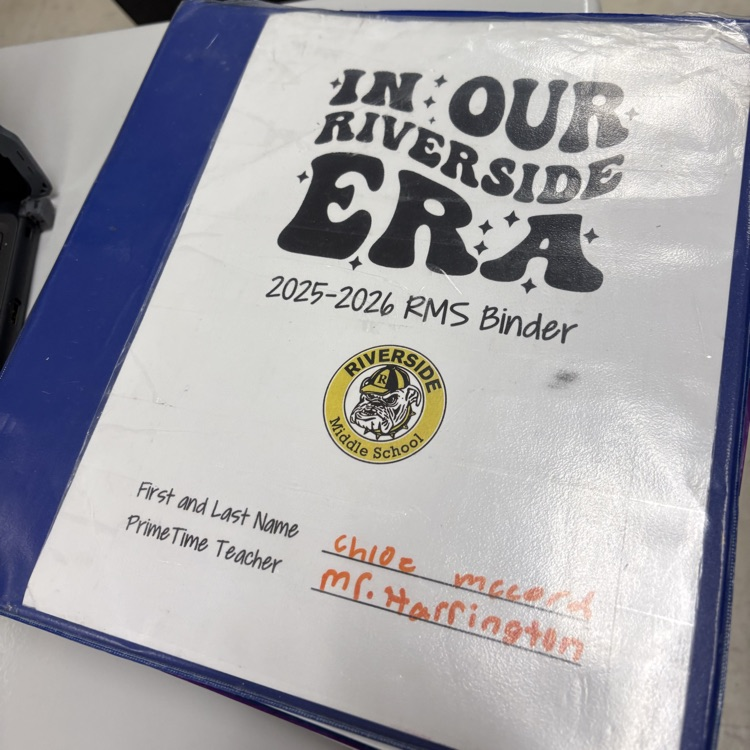 IN OUR
RIVERSIDE
ERA
2025-2026 RMS Binder
RIVERSIDE
R
Middle School
First and Last Name chloe mccord
PrimeTime Teacher Mr. Harrington